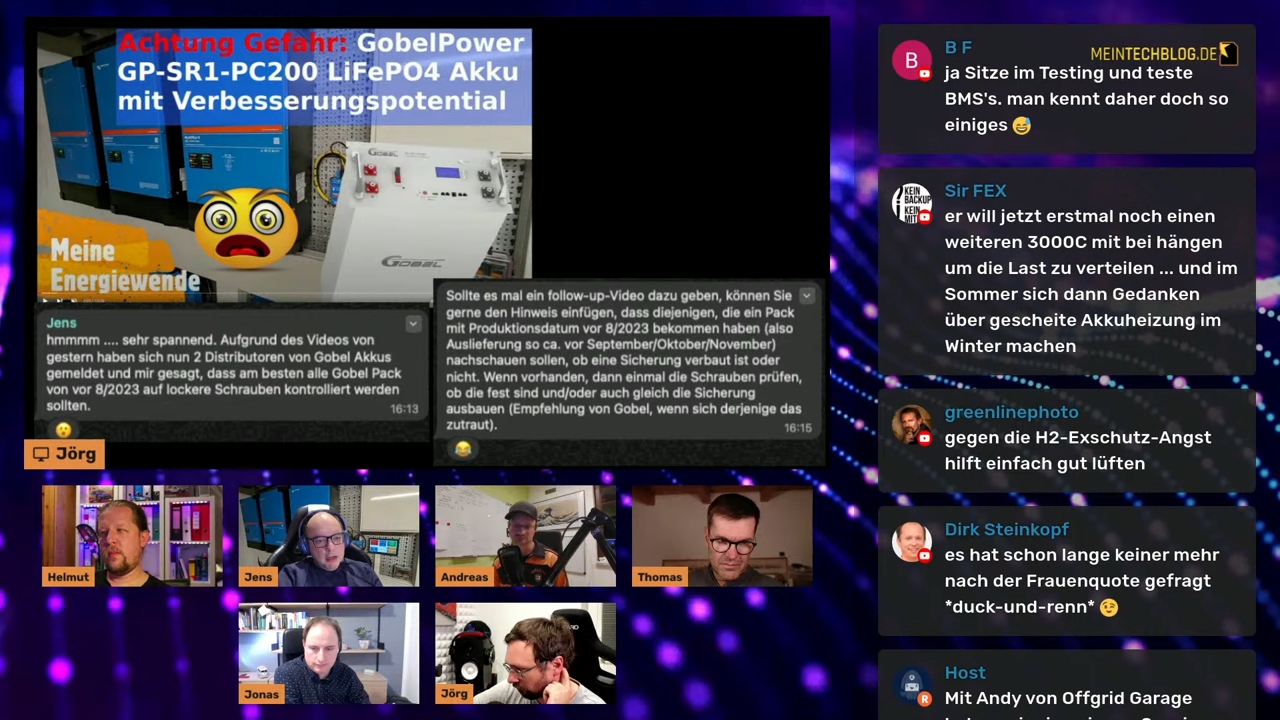 Achtung Gefahr: GobelPower
GP-SR1-PC200 LiFePO4 Akku
mit Verbesserungspotential
GOBEL
GOBEL
Meine
Energiewende
Jens
hmmmm .... sehr spannend. Aufgrund des Videos von
gestern haben sich nun 2 Distributoren von Gobel Akkus
gemeldet und mir gesagt, dass am besten alle Gobel Pack
von vor 8/2023 auf lockere Schrauben kontrolliert werden
sollten.
16:13
Sollte es mal ein follow-up-Video dazu geben, können Sie
gerne den Hinweis einfügen, dass diejenigen, die ein Pack
mit Produktionsdatum vor 8/2023 bekommen haben (also
Auslieferung so ca. vor September/Oktober/November)
nachschauen sollen, ob eine Sicherung verbaut ist oder
nicht. Wenn vorhanden, dann einmal die Schrauben prüfen,
ob die fest sind und/oder auch gleich die Sicherung
ausbauen (Empfehlung von Gobel, wenn sich derjenige das
zutraut).
16:15
Jörg
Helmut
Jens
Andreas
Thomas
Jonas
Jörg
MEINTECHBLOG.DE
B
B F
ja Sitze im Testing und teste
BMS's. man kennt daher doch so
einiges 😅
KEIN
BACKUP
KEIN
Sir FEX
er will jetzt erstmal noch einen
weiteren 3000C mit bei hängen
um die Last zu verteilen ... und im
Sommer sich dann Gedanken
über gescheite Akkuheizung im
Winter machen
greenlinephoto
gegen die H2-Exschutz-Angst
hilft einfach gut lüften
Dirk Steinkopf
es hat schon lange keiner mehr
nach der Frauenquote gefragt
*duck-und-renn* 😉
Host
Mit Andy von Offgrid Garage